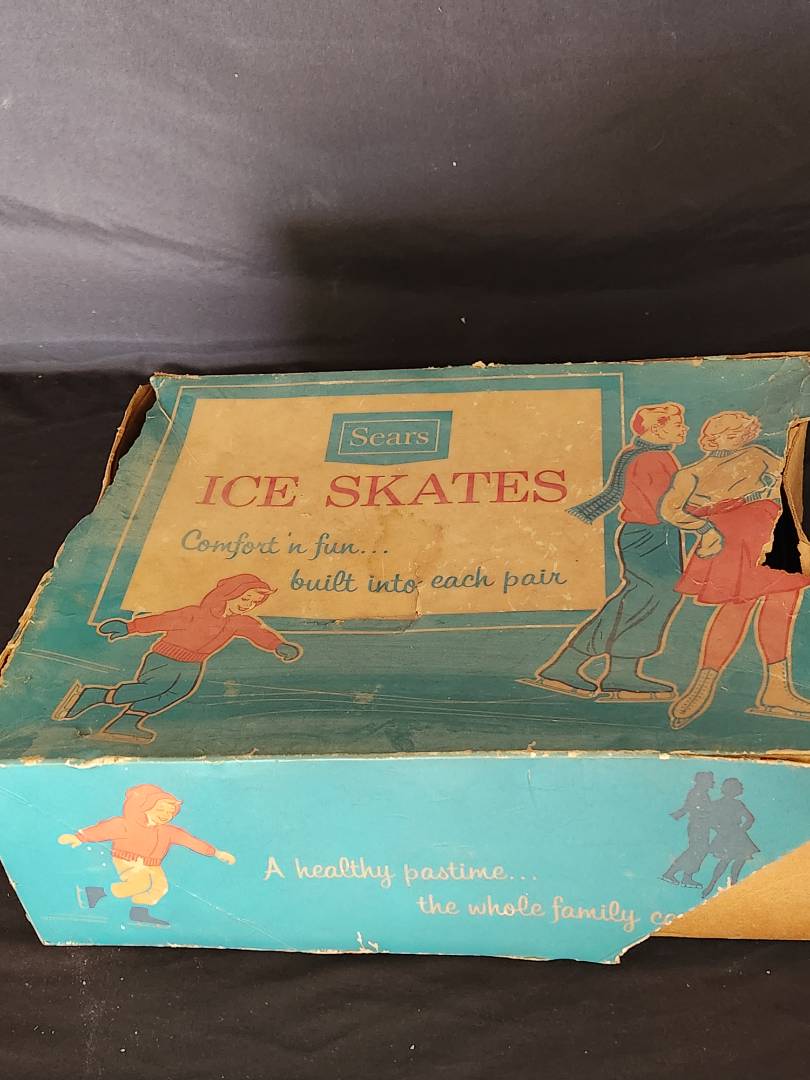 Sears
ICE SKATES
Comfort 'n fun...
built into each pair
A healthy pastime...
the whole family